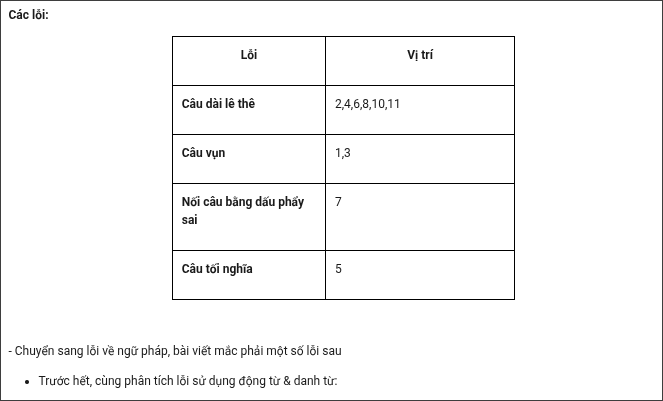 Các lỗi:
Lỗi Vị trí
Câu dài lê thê 2,4,6,8,10,11
Câu vụn 1,3
Nối câu bằng dấu phẩy 7
sai
Câu tối nghĩa 5
- Chuyển sang lỗi về ngữ pháp, bài viết mắc phải một số lỗi sau
• Trước hết, cùng phân tích lỗi sử dụng động từ & danh từ: